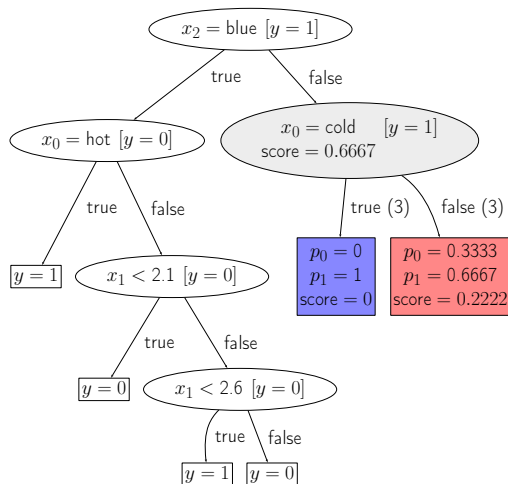 x₂ = blue [y = 1]
true
false
x₀ = hot [y = 0]
x₀ = cold [y = 1]
score = 0.6667
true
false
true (3)
false (3)
y = 1
x₁ < 2.1 [y = 0]
p₀ = 0
p₁ = 1
score = 0
p₀ = 0.3333
p₁ = 0.6667
score = 0.2222
true
false
y = 0
x₁ < 2.6 [y = 0]
true
false
y = 1
y = 0